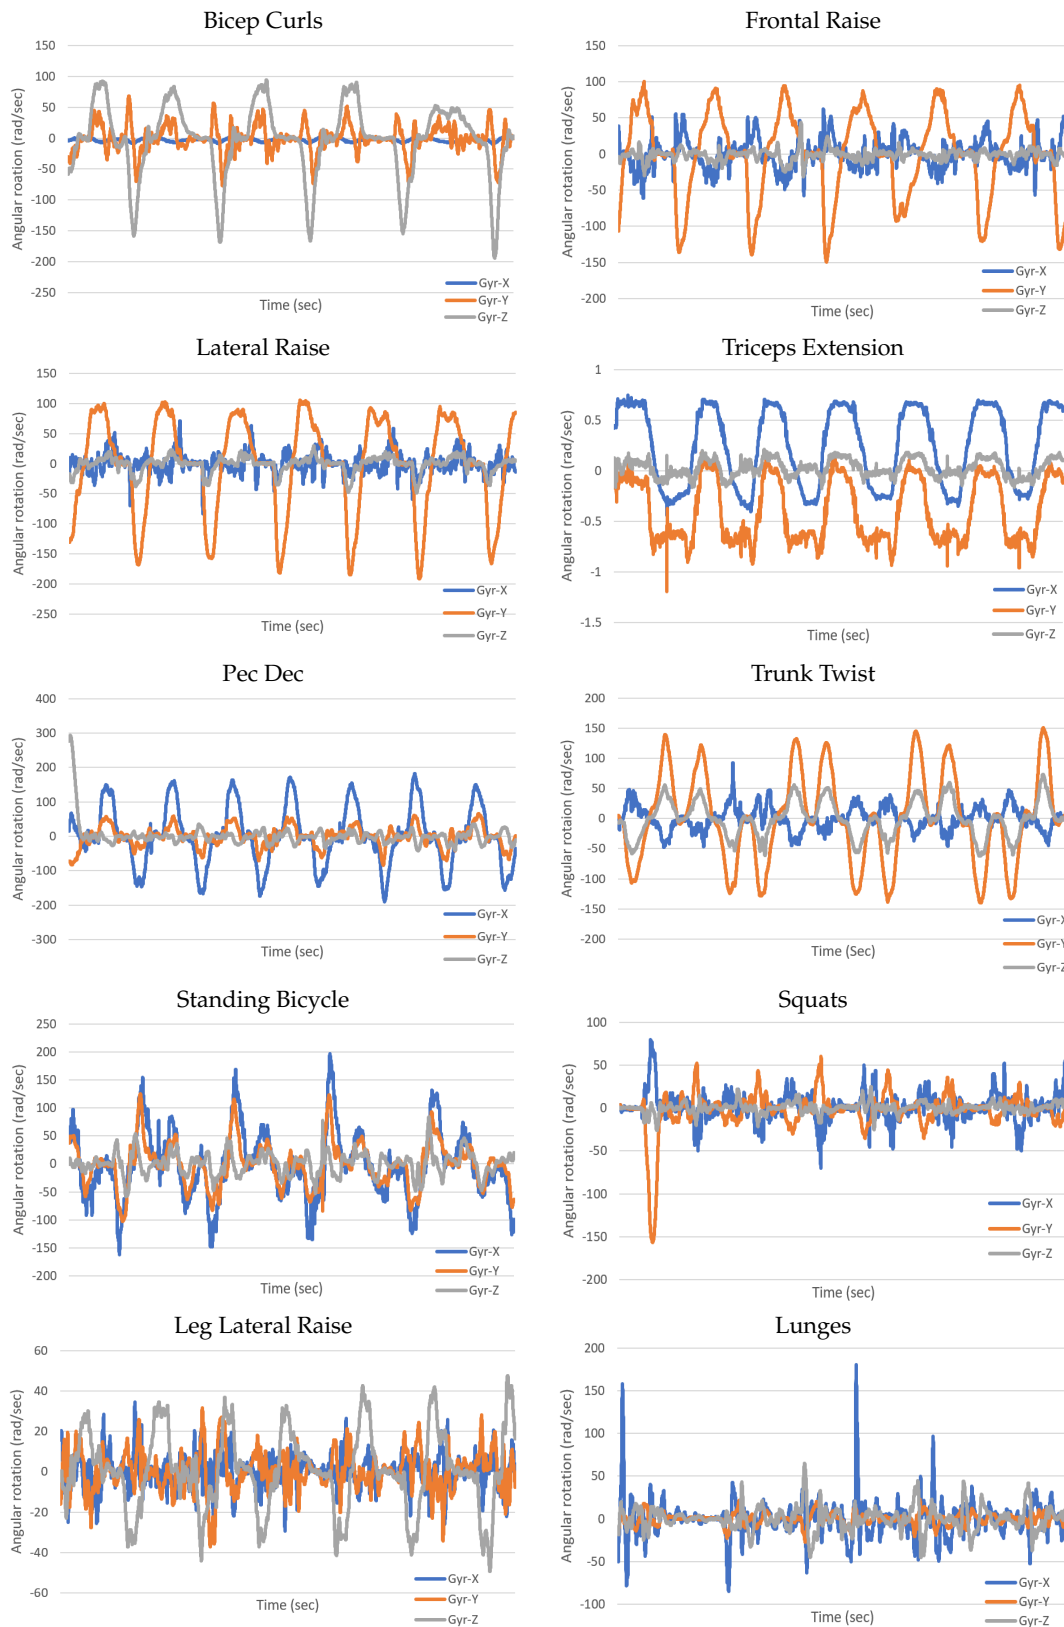 Bicep Curls
150
100
50
0
-50
-100
-150
-200
-250
Angular roation (rad/sec)
Time (sec)
Gyr-X
Gyr-Y
Gyr-Z
Frontal Raise
150
100
50
0
-50
-100
-150
-200
Angular rotation (rad/sec)
Time (sec)
Gyr-X
Gyr-Y
Gyr-Z
Lateral Raise
150
100
50
0
-50
-100
-150
-200
-250
Angular rotation (rad/sec)
Time (sec)
Gyr-X
Gyr-Y
Gyr-Z
Triceps Extension
1
0.5
0
-0.5
-1
-1.5
Angular rotation (rad/sec)
Time (sec)
Gyr-X
Gyr-Y
Gyr-Z
Pec Dec
400
300
200
100
0
-100
-200
-300
Angular rotation (rad/sec)
Time (sec)
Gyr-X
Gyr-Y
Gyr-Z
Trunk Twist
200
150
100
50
0
-50
-100
-150
-200
Angular rotaion (rad/sec)
Time (Sec)
Gyr-X
Gyr-Y
Gyr-Z
Standing Bicycle
250
200
150
100
50
0
-50
-100
-150
-200
Angular rotation (rad/sec)
Time (sec)
Gyr-X
Gyr-Y
Gyr-Z
Squats
100
50
0
-50
-100
-150
-200
Angular rotation (rad/sec)
Time (sec)
Gyr-X
Gyr-Y
Gyr-Z
Leg Lateral Raise
60
40
20
0
-20
-40
-60
Angular rotation (rad/sec)
Time (sec)
Gyr-X
Gyr-Y
Gyr-Z
Lunges
200
150
100
50
0
-50
-100
Angular rotation (rad/sec)
Time (sec)
Gyr-X
Gyr-Y
Gyr-Z